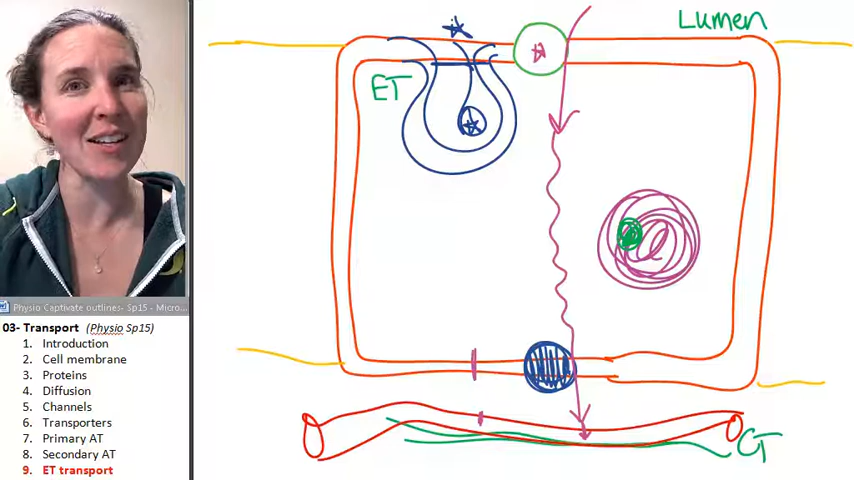 Lumen
ET
CT
Physio Captivate outlines- Sp15 - Micro...
03- Transport (Physio Sp15)
1. Introduction
2. Cell membrane
3. Proteins
4. Diffusion
5. Channels
6. Transporters
7. Primary AT
8. Secondary AT
9. ET transport